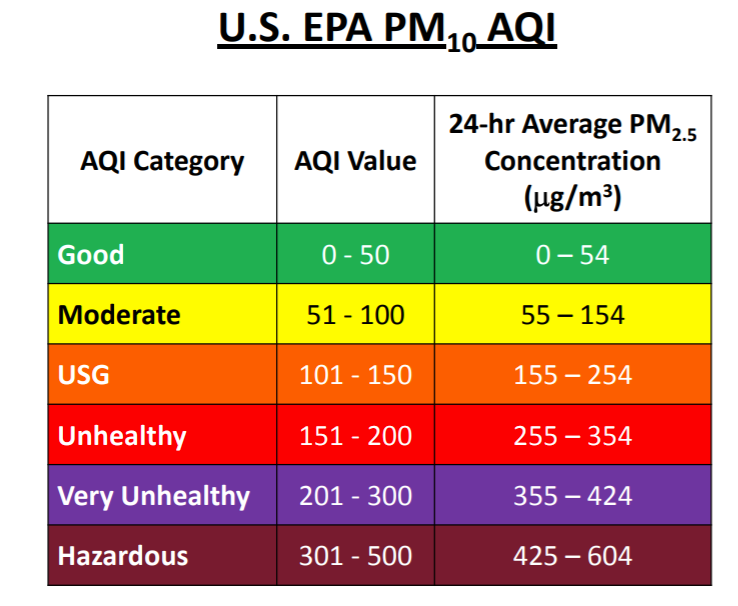 U.S. EPA PM10 AQI
AQI Category AQI Value 24-hr Average PM2.5 Concentration (μg/m³)
Good 0 - 50 0 – 54
Moderate 51 - 100 55 – 154
USG 101 - 150 155 – 254
Unhealthy 151 - 200 255 – 354
Very Unhealthy 201 - 300 355 – 424
Hazardous 301 - 500 425 – 604